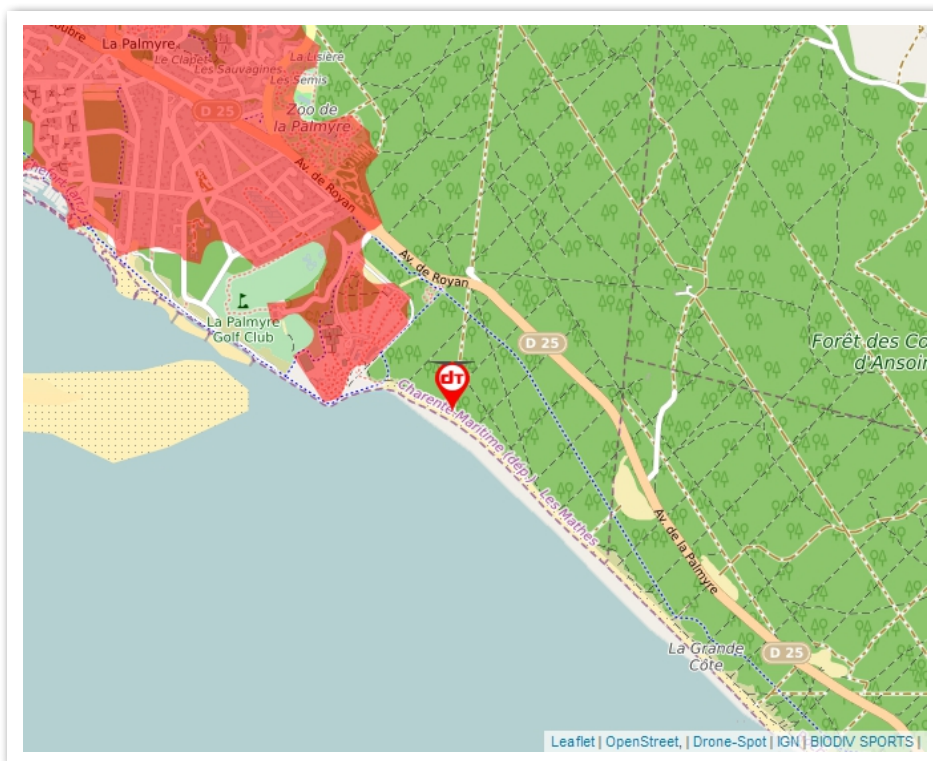 oubre
La Palmyre
Le Clapet
La Lisière
Les Sauvagines
Les Semis
D 25
Zoo de
la Palmyre
Av. de Royan
Av. de Royan
La Palmyre
Golf Club
D 25
Forêt des Co
d'Ansoin
dT
Charente-Maritime (dép.)
Les Mathes
Av. de la Palmyre
La Grande
Côte
D 25
Leaflet | OpenStreet, | Drone-Spot | IGN | BIODIV SPORTS |